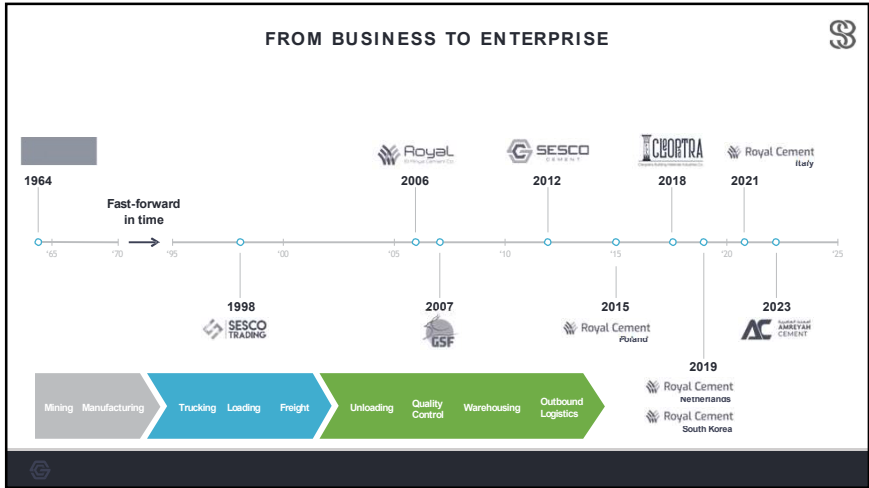 FROM BUSINESS TO ENTERPRISE
1964
Fast-forward
in time
Royal
2006
SESCO
CEMENT
2012
CLEOPTRA
2018
Royal Cement
Italy
2021
'65
'70
'95
'00
'05
'10
'15
'20
'25
1998
SESCO
TRADING
2007
GSF
2015
Royal Cement
Poland
2019
Royal Cement
Netherlands
Royal Cement
South Korea
2023
AC
AMREYAH
CEMENT
Mining
Manufacturing
Trucking
Loading
Freight
Unloading
Quality
Control
Warehousing
Outbound
Logistics